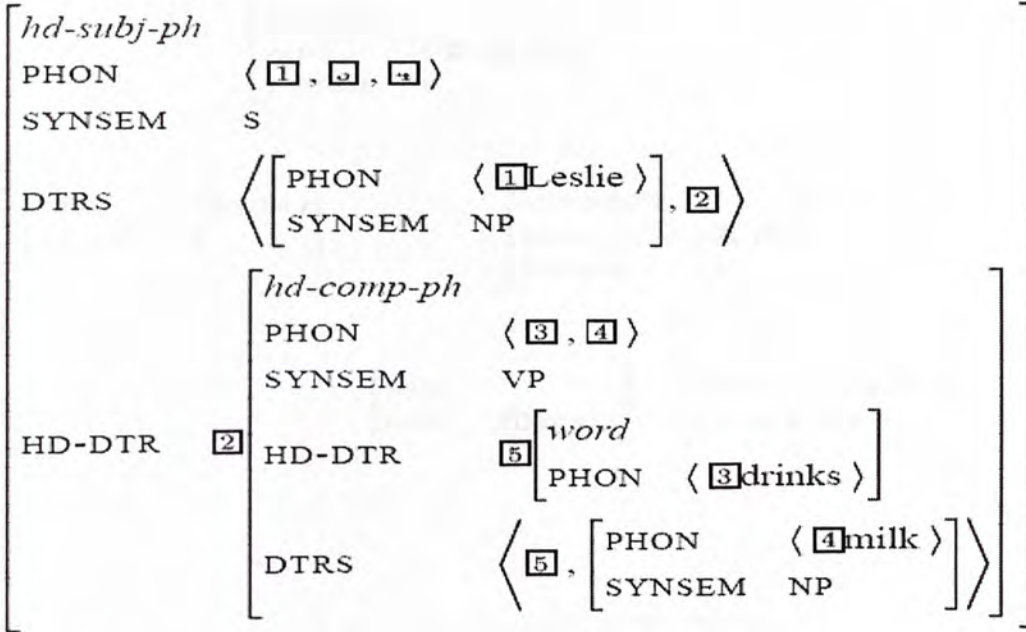 hd-subj-ph
PHON ⟨ 1 , 3 , 4 ⟩
SYNSEM S
DTRS ⟨ [ PHON ⟨ 1 Leslie ⟩ ] , 2 ⟩
SYNSEM NP
hd-comp-ph
PHON ⟨ 3 , 4 ⟩
SYNSEM VP
HD-DTR 2 HD-DTR 5 [ word
PHON ⟨ 3 drinks ⟩ ]
DTRS ⟨ 5 , [ PHON ⟨ 4 milk ⟩ ] ⟩
SYNSEM NP